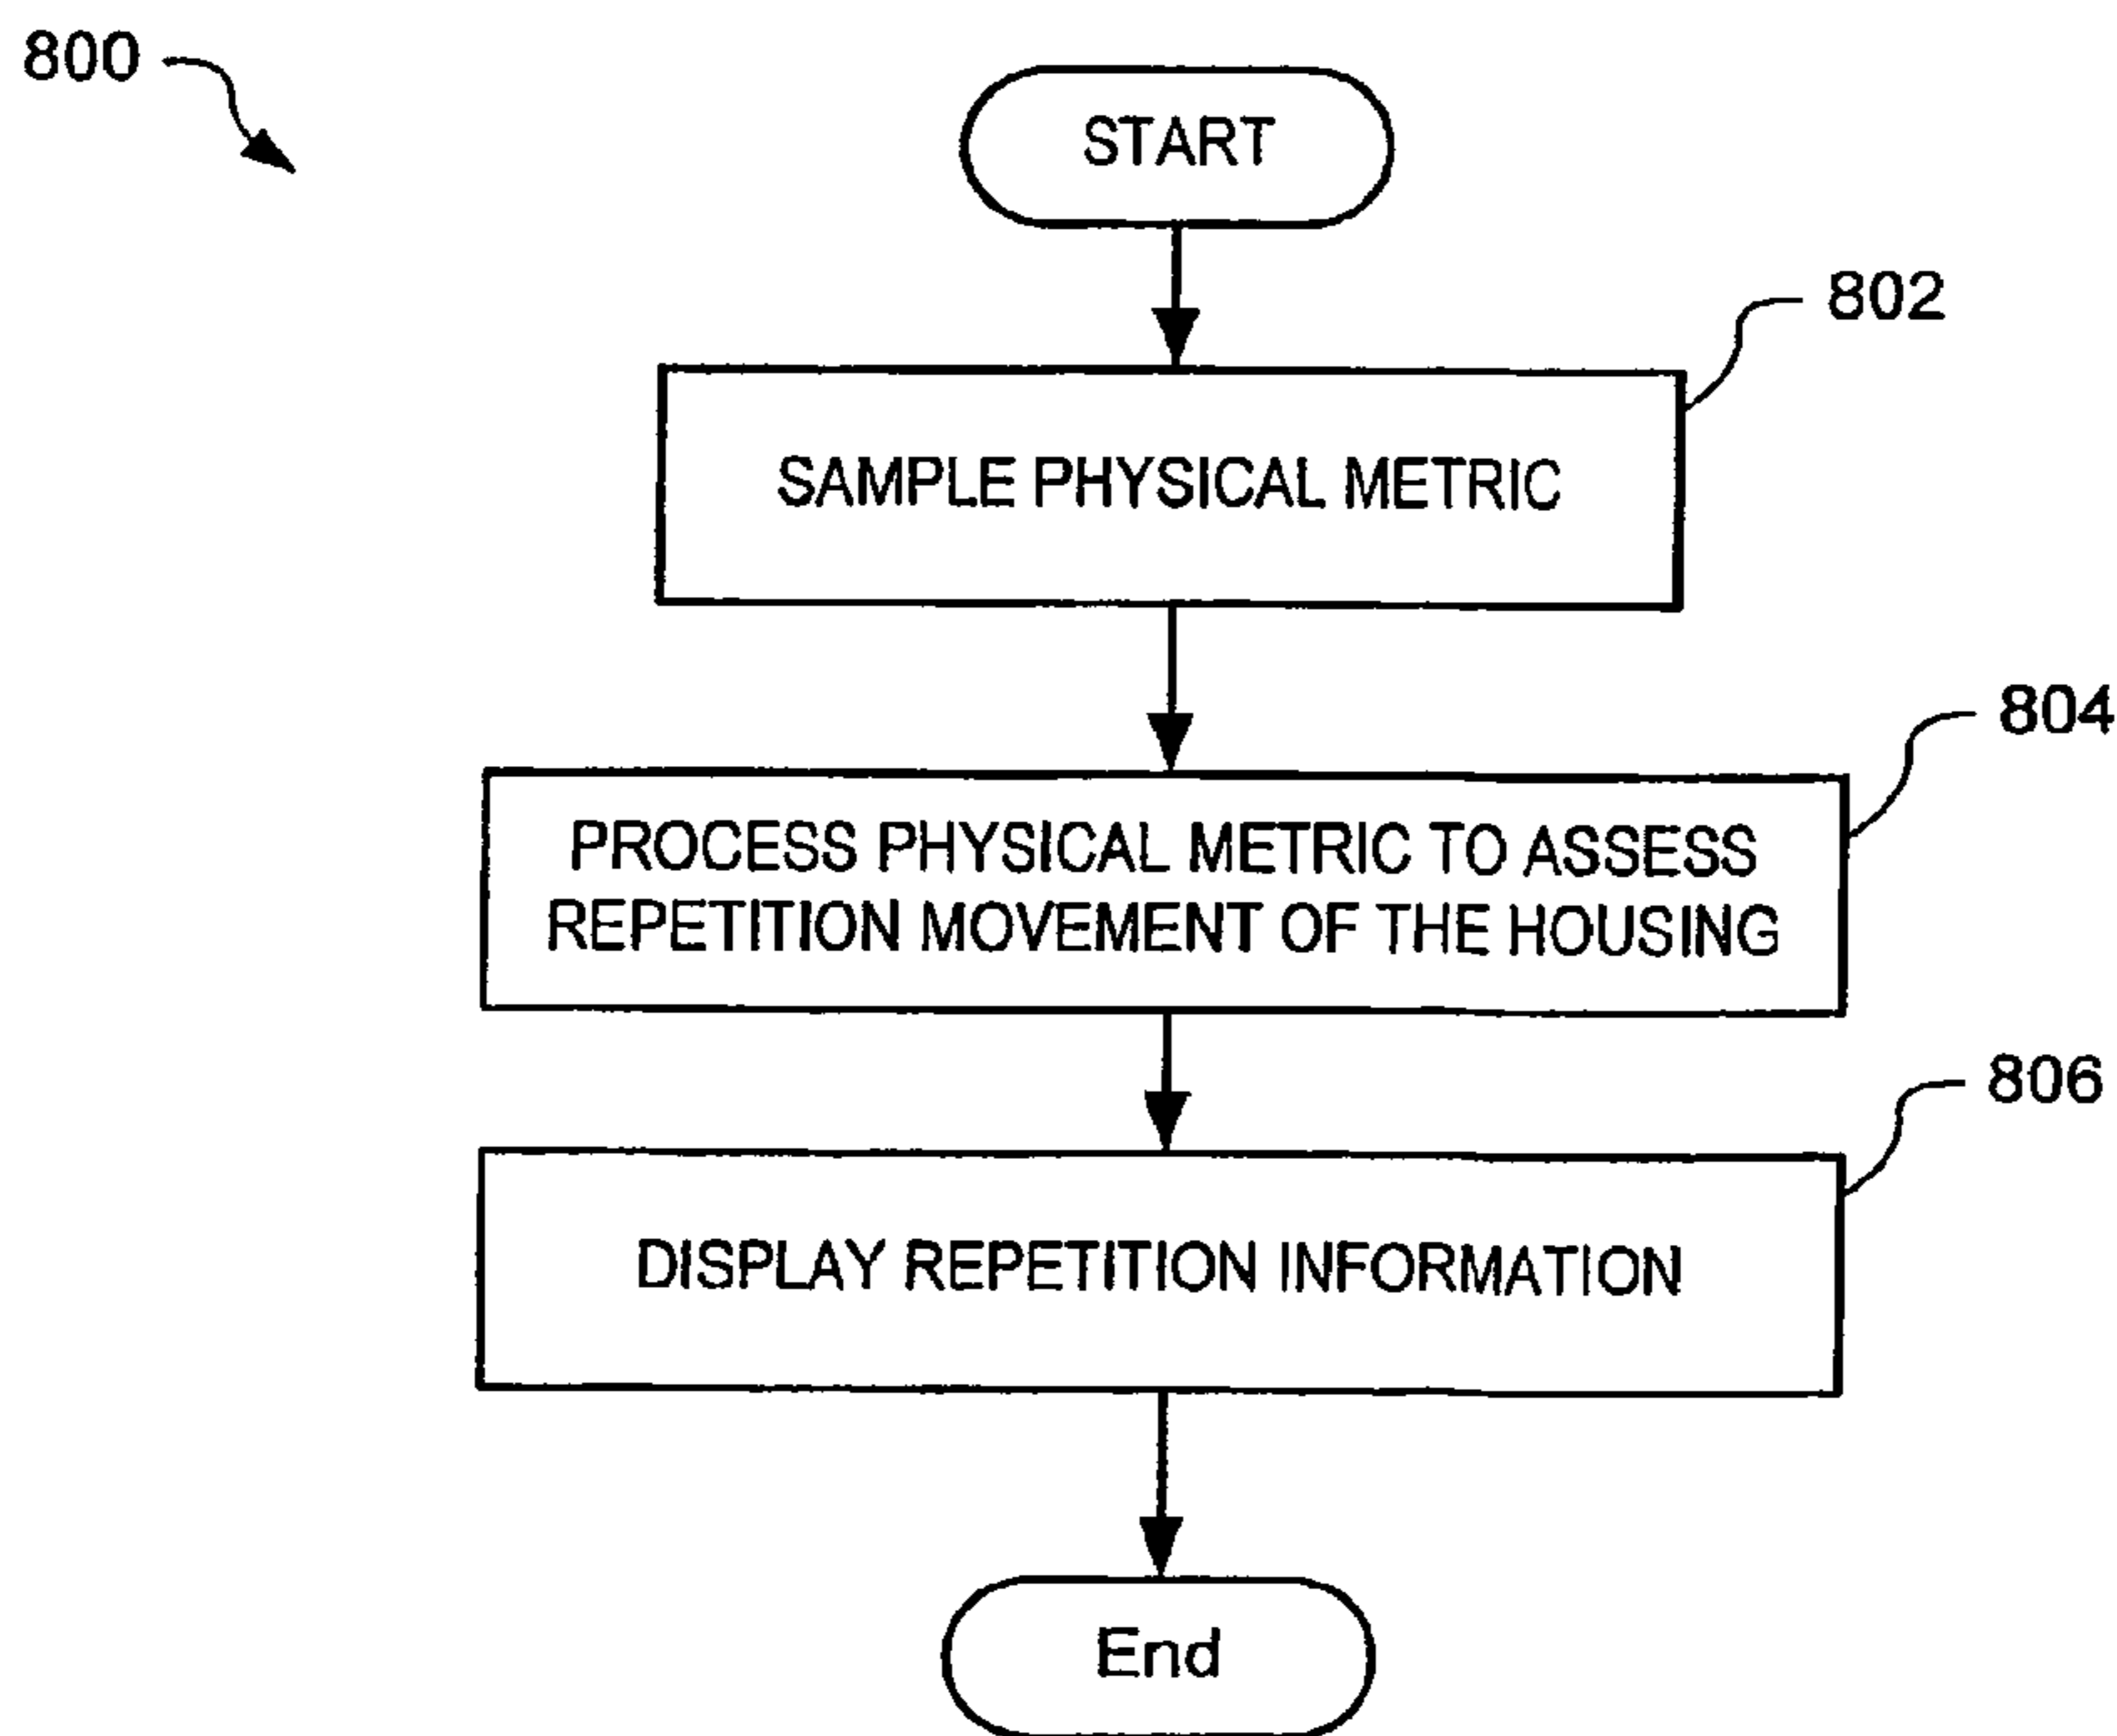 800
START
802
SAMPLE PHYSICAL METRIC
804
PROCESS PHYSICAL METRIC TO ASSESS
REPETITION MOVEMENT OF THE HOUSING
806
DISPLAY REPETITION INFORMATION
End